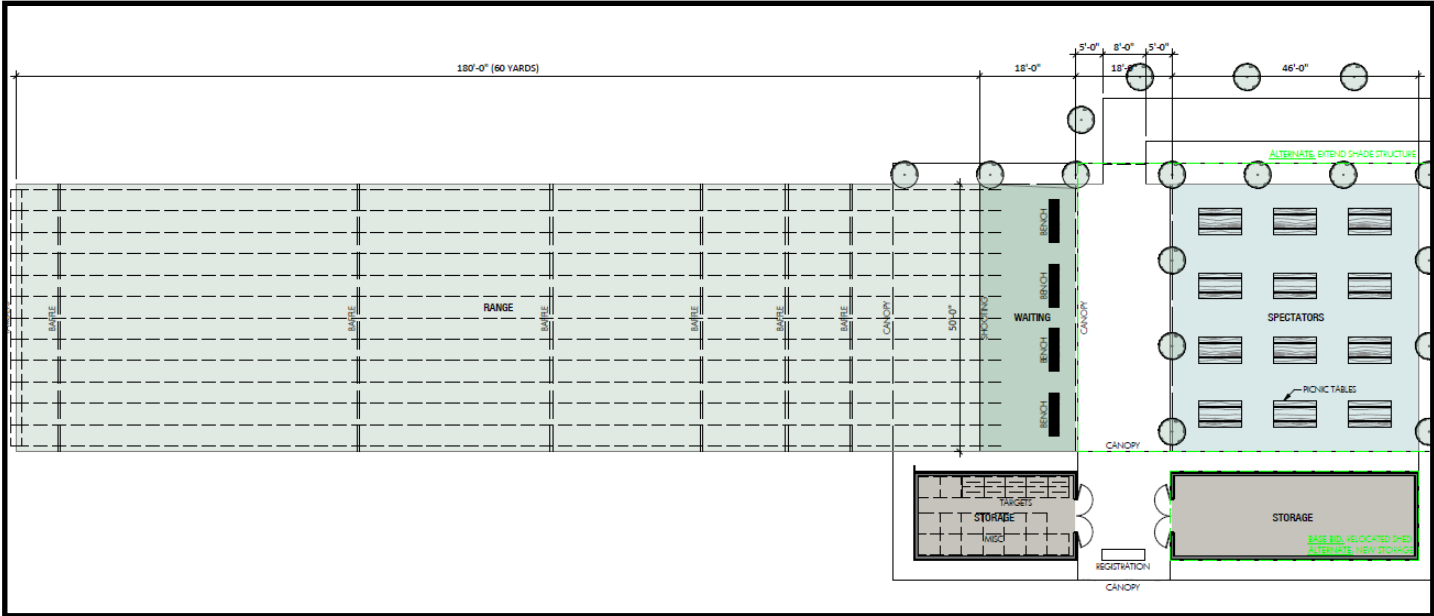 5'-0" 8'-0" 5'-0"
180'-0" (60 YARDS) 18'-0" 18'-0" 46'-0"
ALTERNATE: EXTEND SHADE STRUCTURE
BENCH
BENCH
BENCH
BENCH
RANGE
BAFFLE
BAFFLE
BAFFLE
BAFFLE
BAFFLE
BAFFLE
CANOPY
50'-0"
SHOOTING
WAITING
CANOPY
SPECTATORS
PICNIC TABLES
CANOPY
TARGETS
STORAGE
MISC
STORAGE
BASE BID: RELOCATED SHED
ALTERNATE: NEW STORAGE
REGISTRATION
CANOPY